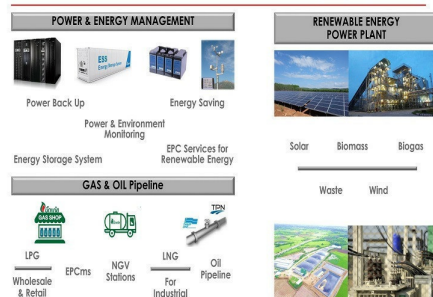 POWER & ENERGY MANAGEMENT
ESS
Power Back Up
Energy Saving
Power & Environment
Monitoring
Energy Storage System
EPC Services for
Renewable Energy
GAS & OIL Pipeline
GAS SHOP
TPN
LPG
Wholesale
& Retail
EPCms
NGV
Stations
LNG
For
Industrial
Oil
Pipeline
RENEWABLE ENERGY
POWER PLANT
Solar
Biomass
Biogas
Waste
Wind